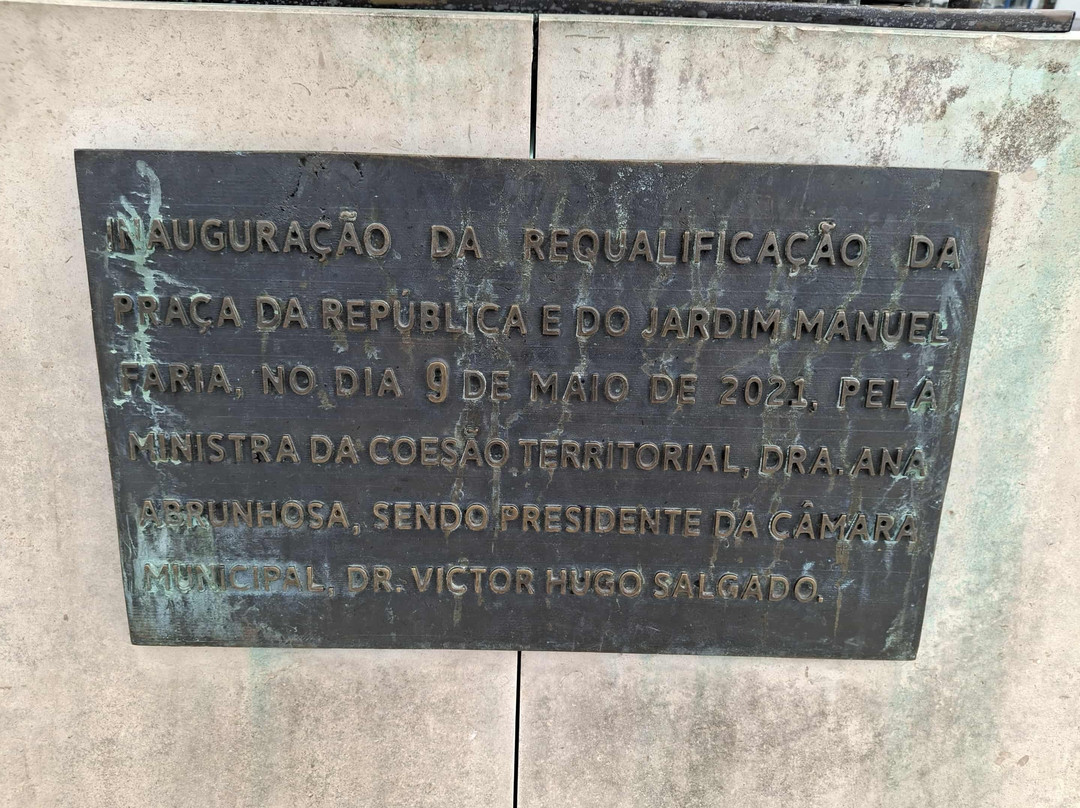 INAUGURAÇÃO DA REQUALIFICAÇÃO DA
PRAÇA DA REPÚBLICA E DO JARDIM MANUEL
FARIA, NO DIA 9 DE MAIO DE 2021, PELA
MINISTRA DA COESÃO TERRITORIAL, DRA. ANA
ABRUNHOSA, SENDO PRESIDENTE DA CÂMARA
MUNICIPAL, DR. VICTOR HUGO SALGADO.